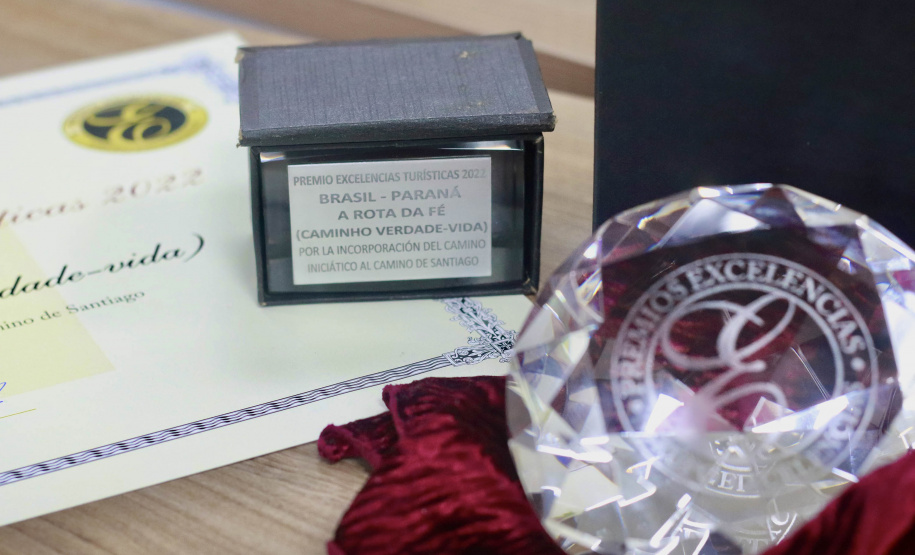 ticas 2022
dade-vida)
mino de Santiago
PREMIO EXCELENCIAS TURÍSTICAS 2022
BRASIL - PARANÁ
A ROTA DA FÉ
(CAMINHO VERDADE-VIDA)
POR LA INCORPORACIÓN DEL CAMINO
INICIÁTICO AL CAMINO DE SANTIAGO
PREMIOS EXCELENCIAS